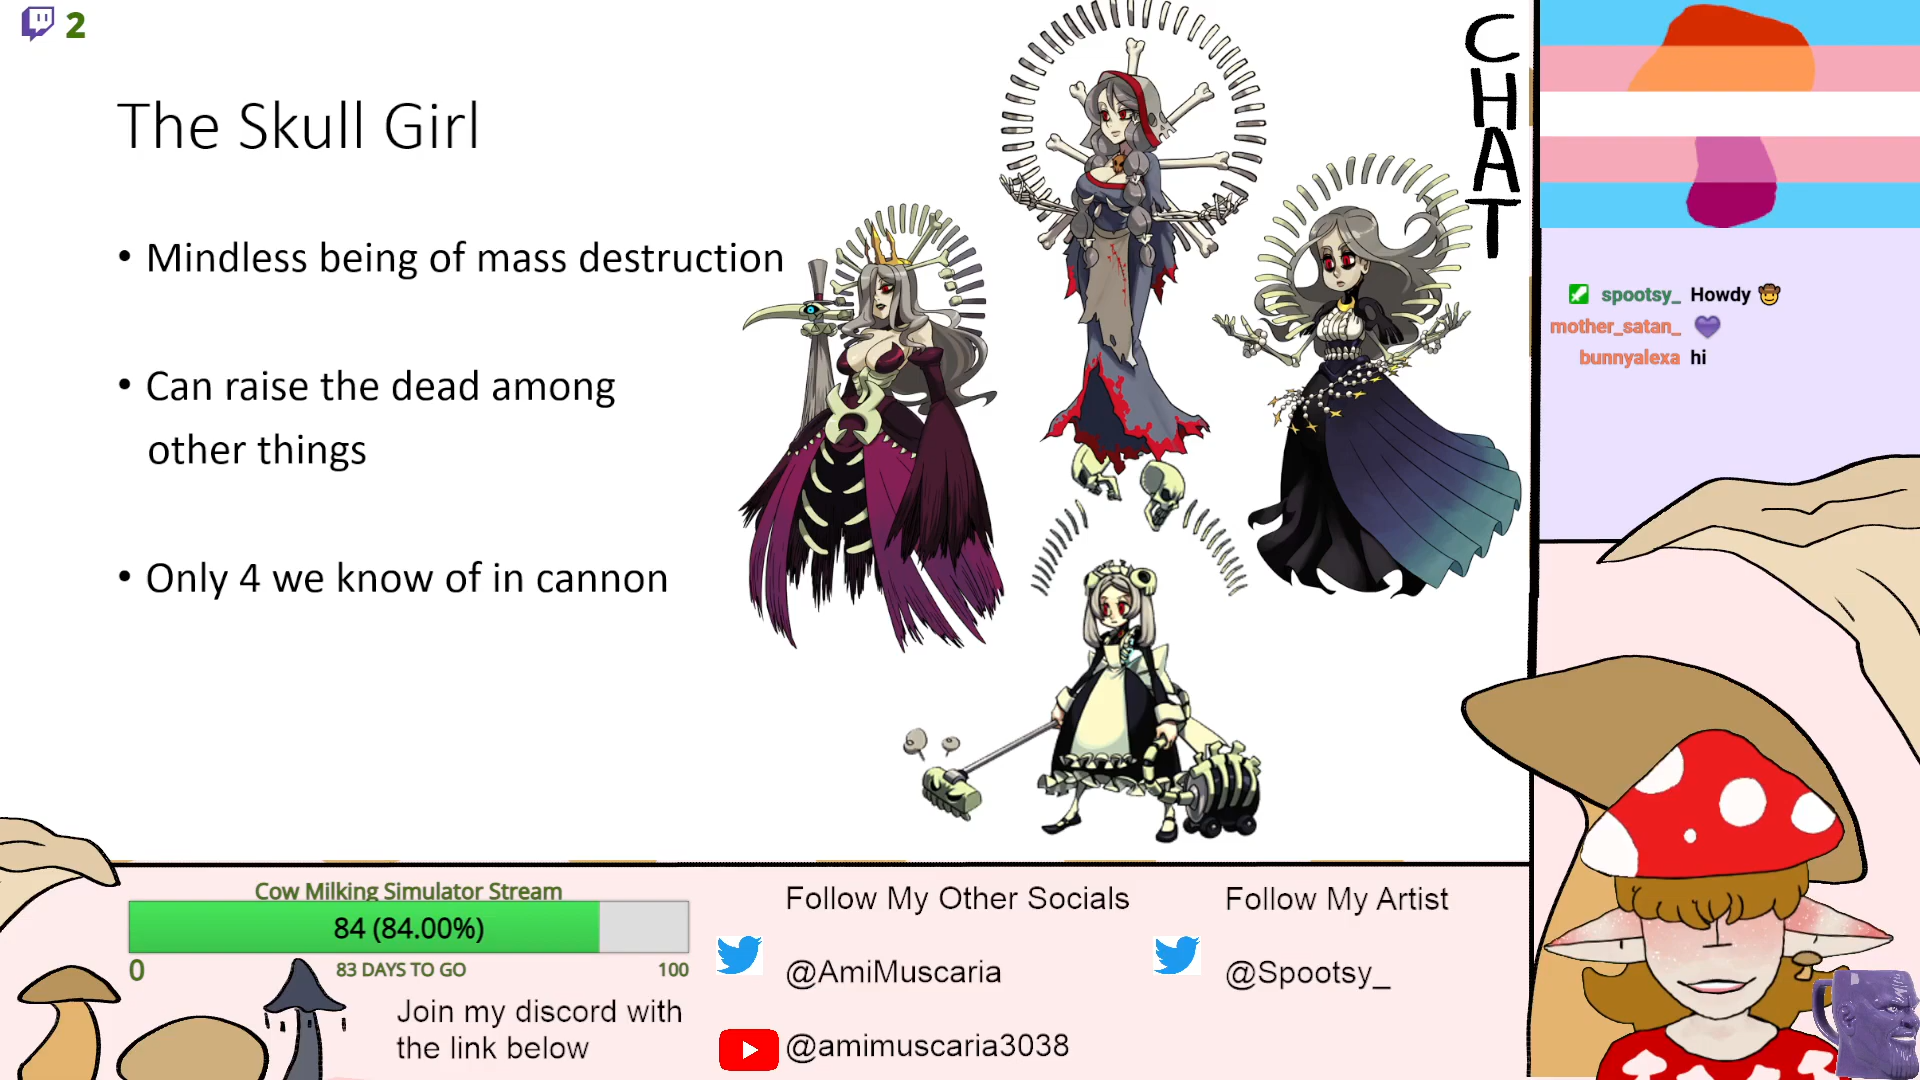 2
The Skull Girl
• Mindless being of mass destruction
• Can raise the dead among
other things
• Only 4 we know of in cannon
CHAT
spootsy_ Howdy 🤠
mother_satan_ 💜
bunnyalexa hi
Cow Milking Simulator Stream
84 (84.00%)
0
83 DAYS TO GO
100
Join my discord with
the link below
Follow My Other Socials
@AmiMuscaria
@amimuscaria3038
Follow My Artist
@Spootsy_